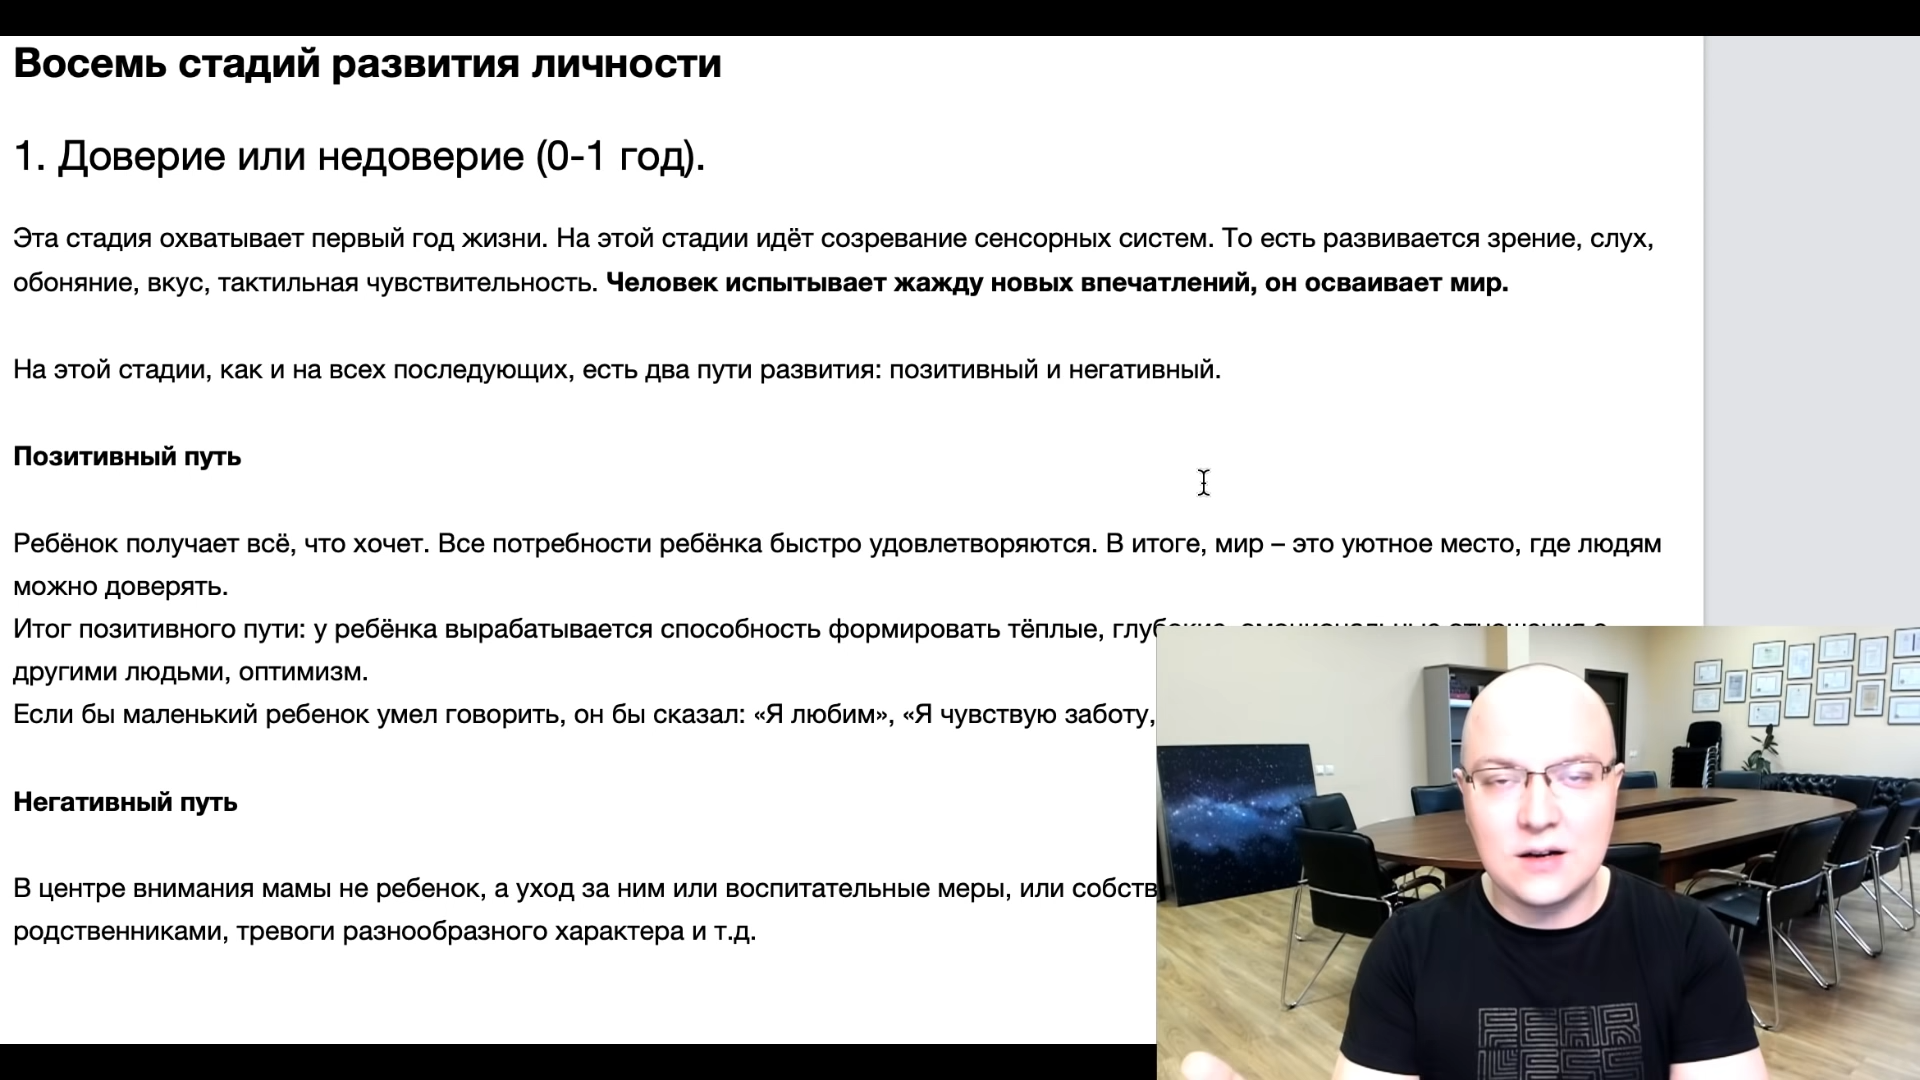 Восемь стадий развития личности
1. Доверие или недоверие (0-1 год).
Эта стадия охватывает первый год жизни. На этой стадии идёт созревание сенсорных систем. То есть развивается зрение, слух,
обоняние, вкус, тактильная чувствительность. Человек испытывает жажду новых впечатлений, он осваивает мир.
На этой стадии, как и на всех последующих, есть два пути развития: позитивный и негативный.
Позитивный путь
Ребёнок получает всё, что хочет. Все потребности ребёнка быстро удовлетворяются. В итоге, мир – это уютное место, где людям
можно доверять.
Итог позитивного пути: у ребёнка вырабатывается способность формировать тёплые, глубокие, эмоциональные отношения с
другими людьми, оптимизм.
Если бы маленький ребенок умел говорить, он бы сказал: «Я любим», «Я чувствую заботу,
Негативный путь
В центре внимания мамы не ребенок, а уход за ним или воспитательные меры, или собств
родственниками, тревоги разнообразного характера и т.д.
FEAR
LESS